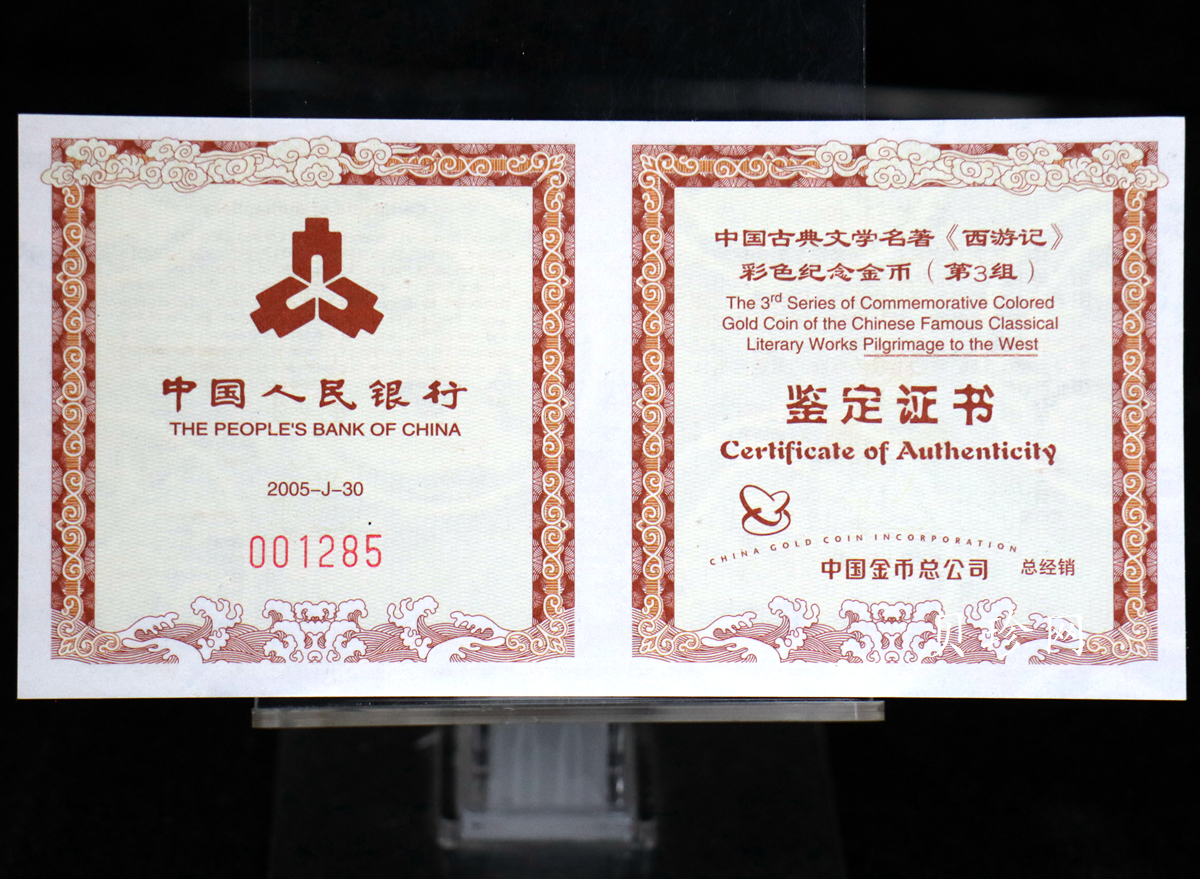 中国人民银行
THE PEOPLE'S BANK OF CHINA
2005-J-30
001285
中国古典文学名著《西游记》
彩色纪念金币（第3组）
The 3rd Series of Commemorative Colored
Gold Coin of the Chinese Famous Classical
Literary Works Pilgrimage to the West
鉴定证书
Certificate of Authenticity
CHINA GOLD COIN INCORPORATION
中国金币总公司 总经销
贝珍网